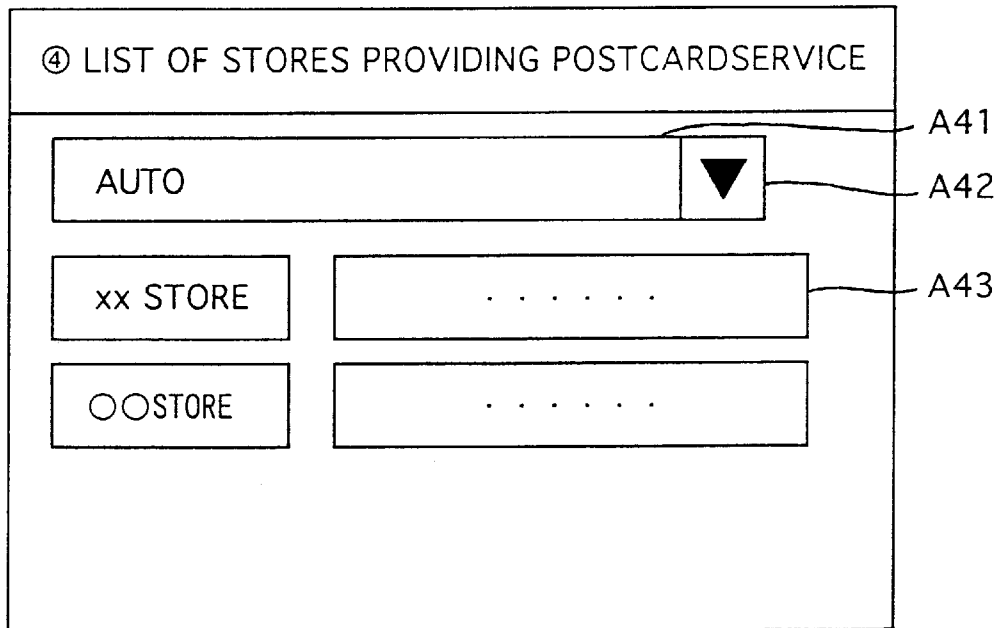 ④ LIST OF STORES PROVIDING POSTCARDSERVICE
A41
AUTO ▼
A42
xx STORE · · · · · ·
A43
○○STORE · · · · · ·